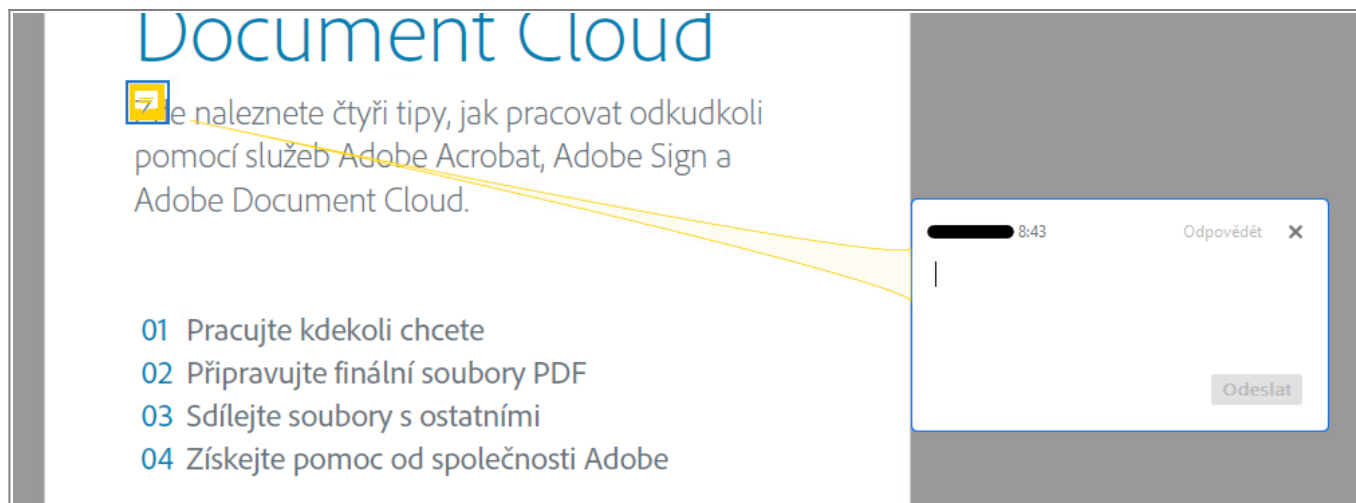 Document Cloud
Zde naleznete čtyři tipy, jak pracovat odkudkoli
pomocí služeb Adobe Acrobat, Adobe Sign a
Adobe Document Cloud.
8:43 Odpovědět
01 Pracujte kdekoli chcete
02 Připravujte finální soubory PDF
03 Sdílejte soubory s ostatními
04 Získejte pomoc od společnosti Adobe
Odeslat